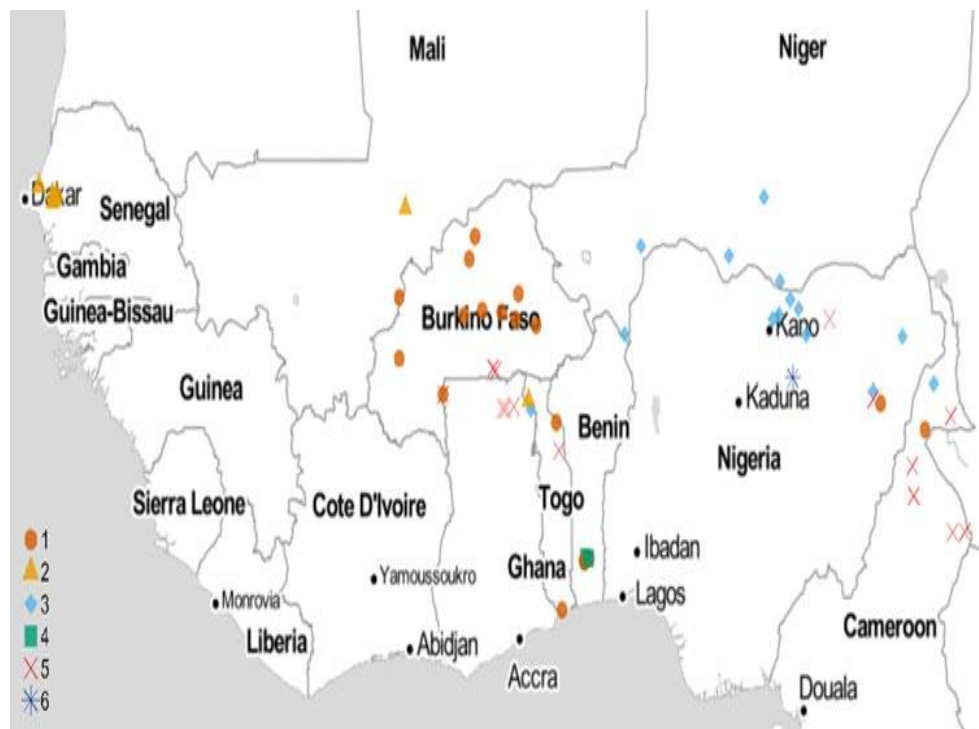 Mali
Niger
Dakar
Senegal
Gambia
Guinea-Bissau
Burkino Faso
Kano
Guinea
Kaduna
Benin
Nigeria
Sierra Leone
Cote D'Ivoire
Togo
Ghana
Ibadan
Yamoussoukro
Monrovia
Lagos
Liberia
Abidjan
Cameroon
Accra
Douala
1
2
3
4
5
6